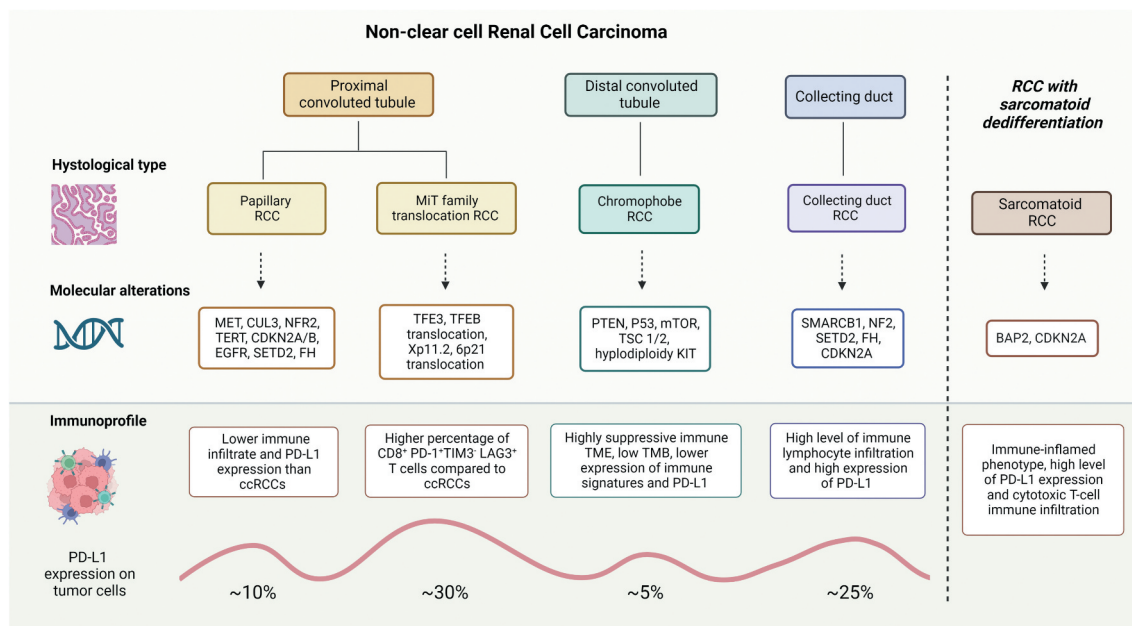 Non-clear cell Renal Cell Carcinoma
Proximal
convoluted tubule
Distal convoluted
tubule
Collecting duct
RCC with
sarcomatoid
dedifferentiation
Hystological type
Papillary
RCC
MiT family
translocation RCC
Chromophobe
RCC
Collecting duct
RCC
Sarcomatoid
RCC
Molecular alterations
MET, CUL3, NFR2,
TERT, CDKN2A/B,
EGFR, SETD2, FH
TFE3, TFEB
translocation,
Xp11.2, 6p21
translocation
PTEN, P53, mTOR,
TSC 1/2,
hyplodiploidy KIT
SMARCB1, NF2,
SETD2, FH,
CDKN2A
BAP2, CDKN2A
Immunoprofile
Lower immune
infiltrate and PD-L1
expression than
ccRCCs
Higher percentage of
CD8⁺ PD-1⁺TIM3⁻ LAG3⁺
T cells compared to
ccRCCs
Highly suppressive immune
TME, low TMB, lower
expression of immune
signatures and PD-L1
High level of immune
lymphocyte infiltration
and high expression
of PD-L1
Immune-inflamed
phenotype, high level
of PD-L1 expression
and cytotoxic T-cell
immune infiltration
PD-L1
expression on
tumor cells
~10%
~30%
~5%
~25%